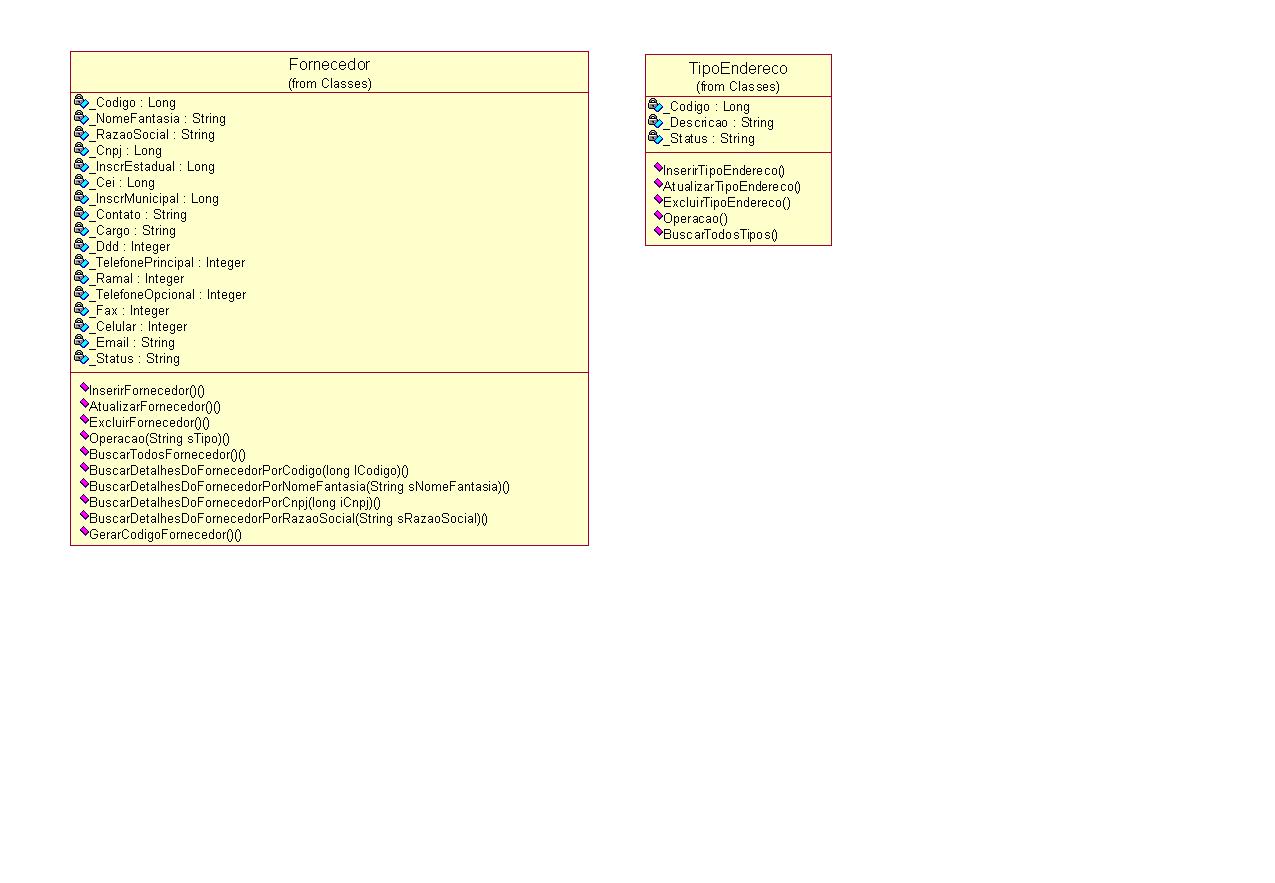 Fornecedor
(from Classes)
_Codigo : Long
_NomeFantasia : String
_RazaoSocial : String
_Cnpj : Long
_InscrEstadual : Long
_Cei : Long
_InscrMunicipal : Long
_Contato : String
_Cargo : String
_Ddd : Integer
_TelefonePrincipal : Integer
_Ramal : Integer
_TelefoneOpcional : Integer
_Fax : Integer
_Celular : Integer
_Email : String
_Status : String
InserirFornecedor()()
AtualizarFornecedor()()
ExcluirFornecedor()()
Operacao(String sTipo)()
BuscarTodosFornecedor()()
BuscarDetalhesDoFornecedorPorCodigo(long lCodigo)()
BuscarDetalhesDoFornecedorPorNomeFantasia(String sNomeFantasia)()
BuscarDetalhesDoFornecedorPorCnpj(long iCnpj)()
BuscarDetalhesDoFornecedorPorRazaoSocial(String sRazaoSocial)()
GerarCodigoFornecedor()()
TipoEndereco
(from Classes)
_Codigo : Long
_Descricao : String
_Status : String
InserirTipoEndereco()
AtualizarTipoEndereco()
ExcluirTipoEndereco()
Operacao()
BuscarTodosTipos()